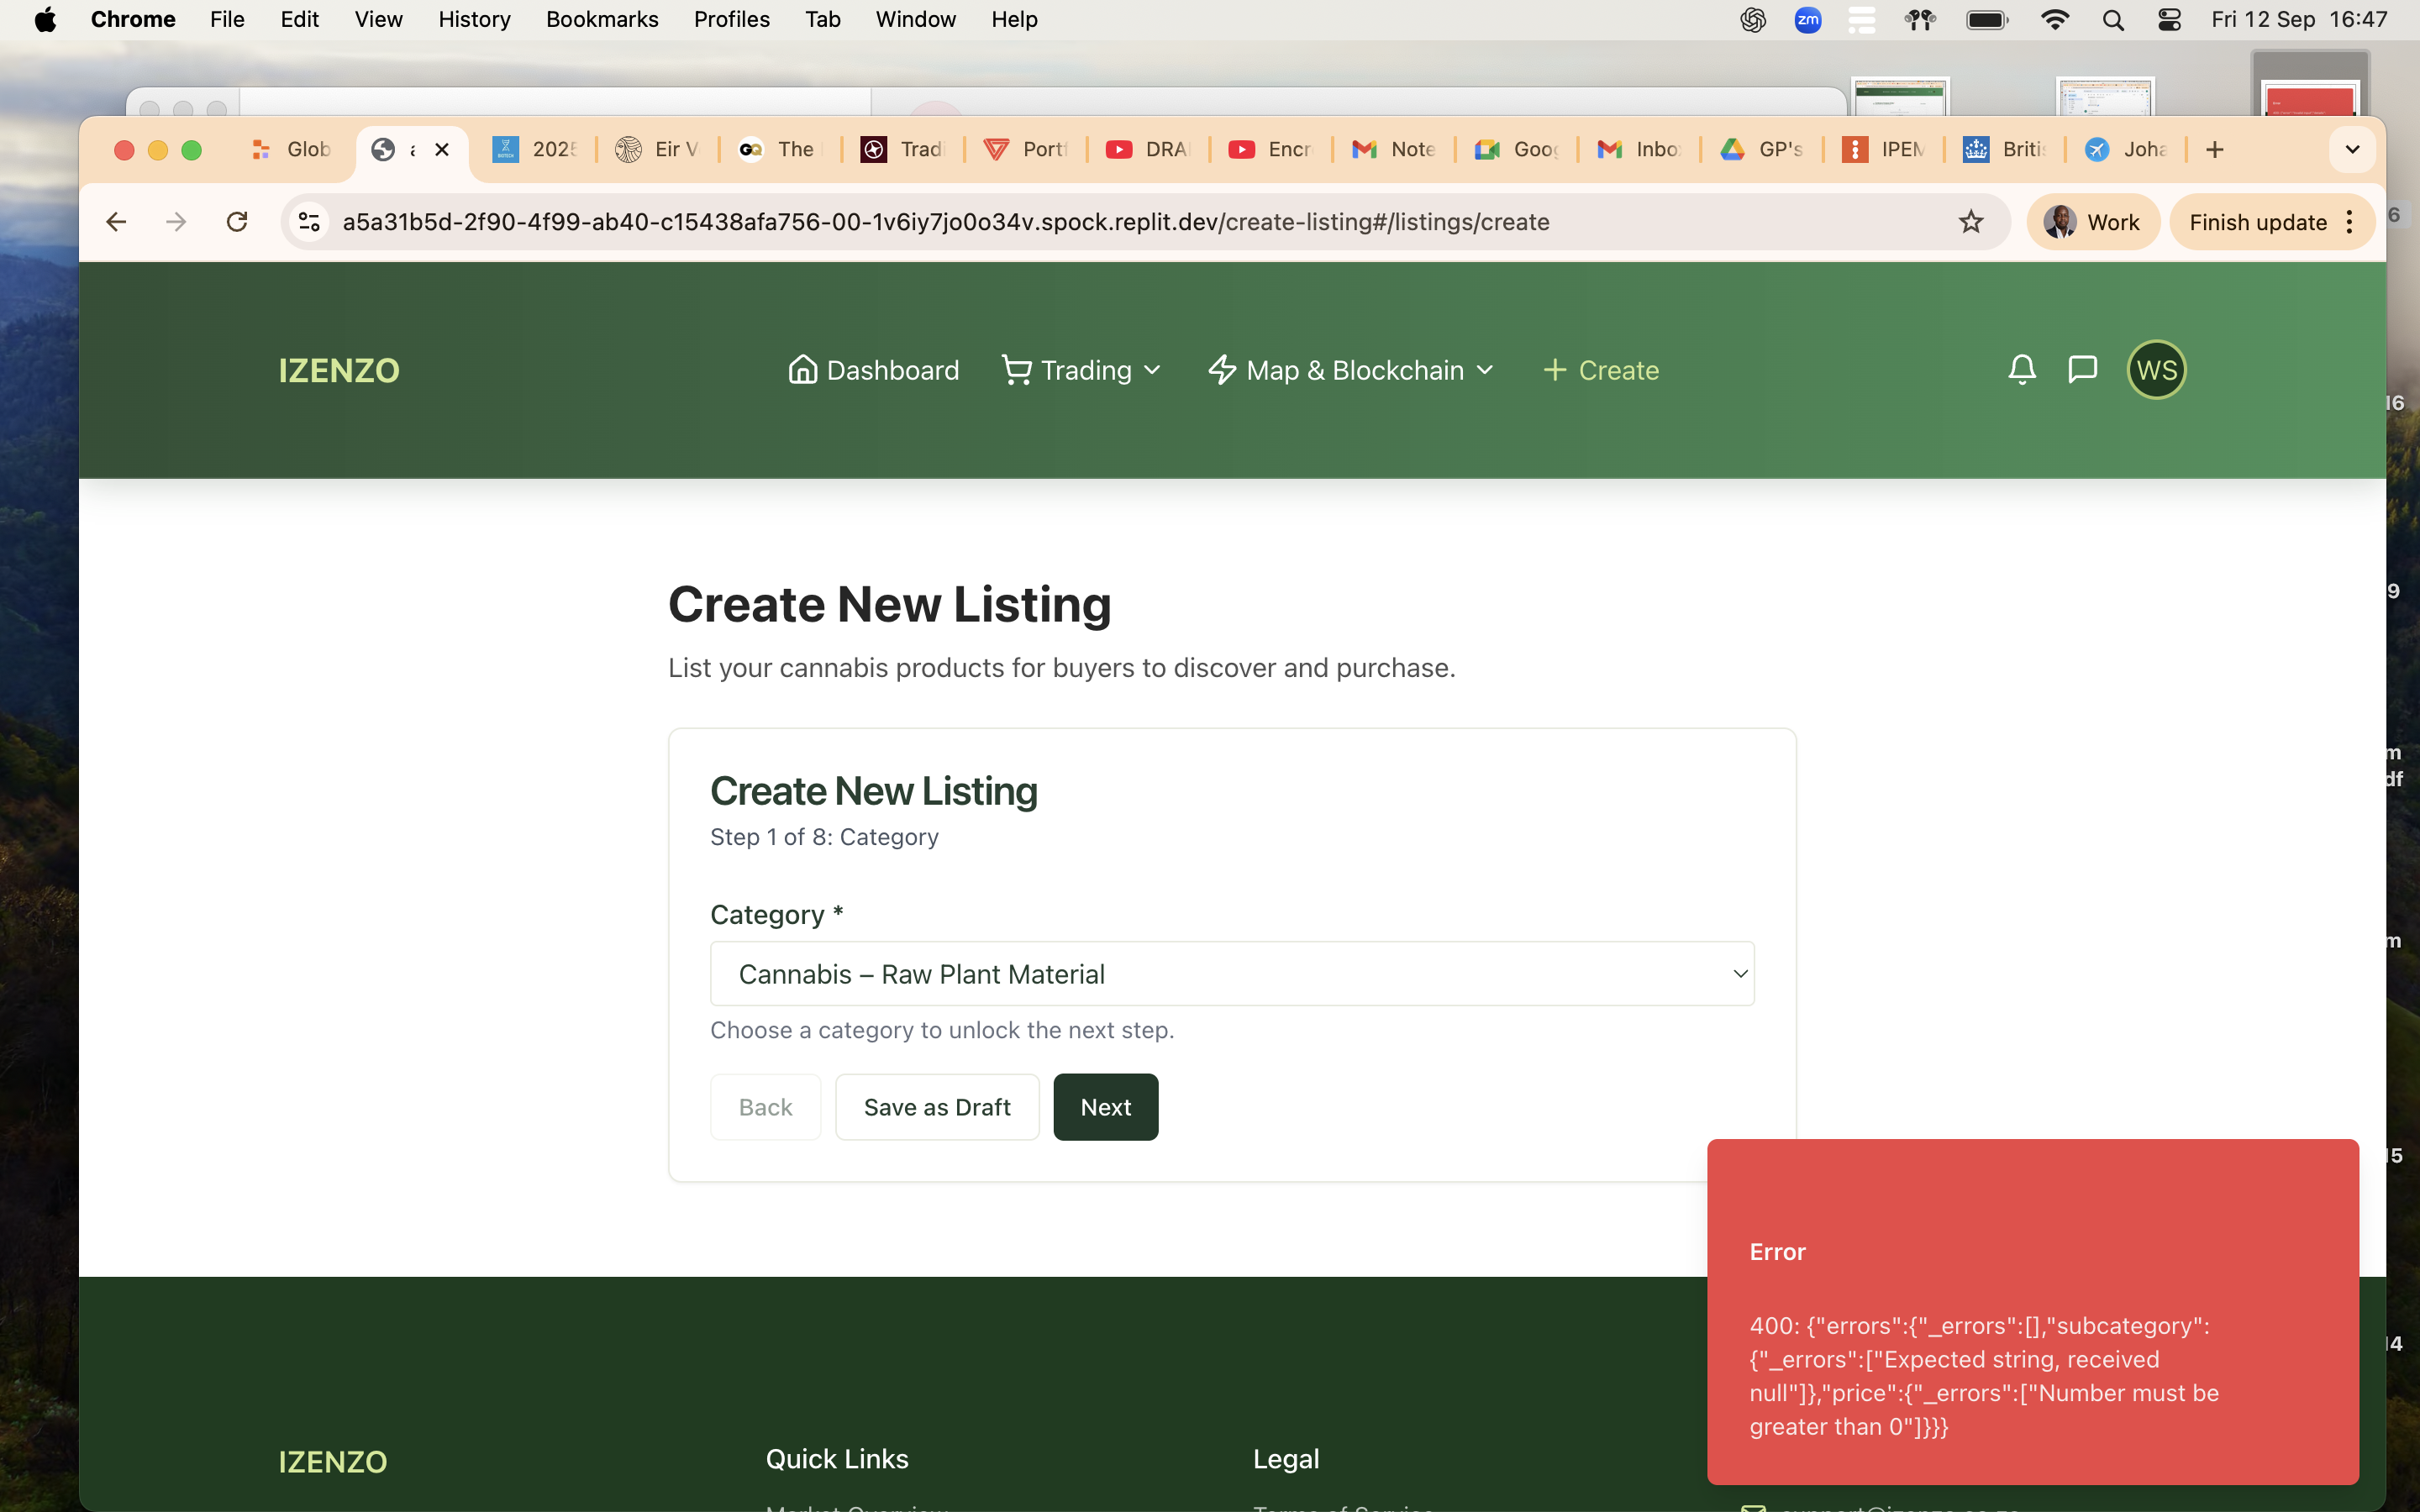 Chrome File Edit View History Bookmarks Profiles Tab Window Help zm Fri 12 Sep 16:47
Glob 2025 Eir V The Tradi Portf DRA Encr Note Goog Inbo GP's IPEM Briti Joha
a5a31b5d-2f90-4f99-ab40-c15438afa756-00-1v6iy7jo0o34v.spock.replit.dev/create-listing#/listings/create Work Finish update
IZENZO Dashboard Trading Map & Blockchain + Create WS
Create New Listing
List your cannabis products for buyers to discover and purchase.
Create New Listing
Step 1 of 8: Category
Category *
Cannabis – Raw Plant Material
Choose a category to unlock the next step.
Back Save as Draft Next
Error
400: {"errors":{"_errors":[],"subcategory":
{"_errors":["Expected string, received
null"]},"price":{"_errors":["Number must be
greater than 0"]}}}
IZENZO Quick Links Legal